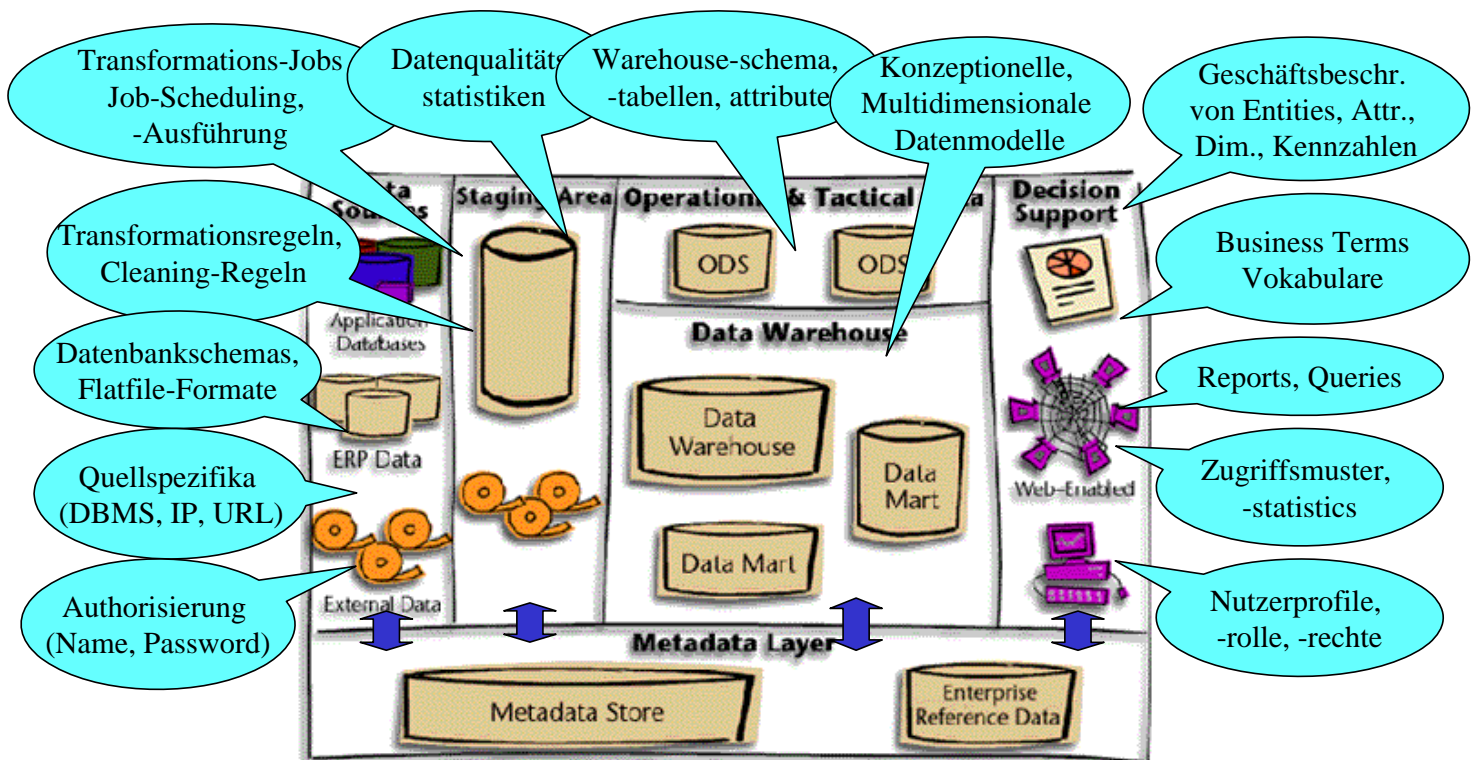 Transformations-Jobs
Job-Scheduling,
-Ausführung
Datenqualitäts
statistiken
Warehouse-schema,
-tabellen, attribute
Konzeptionelle,
Multidimensionale
Datenmodelle
Geschäftsbeschr.
von Entities, Attr.,
Dim., Kennzahlen
Sources
Staging Area
& Tactical
Decision
Support
Transformationsregeln,
Cleaning-Regeln
ODS
ODS
Business Terms
Vokabulare
Application
Databases
Data Warehouse
Datenbankschemas,
Flatfile-Formate
Reports, Queries
Data
Warehouse
ERP Data
Data
Mart
Web-Enabled
Quellspezifika
(DBMS, IP, URL)
Zugriffsmuster,
-statistics
Data Mart
External Data
Authorisierung
(Name, Password)
Nutzerprofile,
-rolle, -rechte
Metadata Layer
Metadata Store
Enterprise
Reference Data